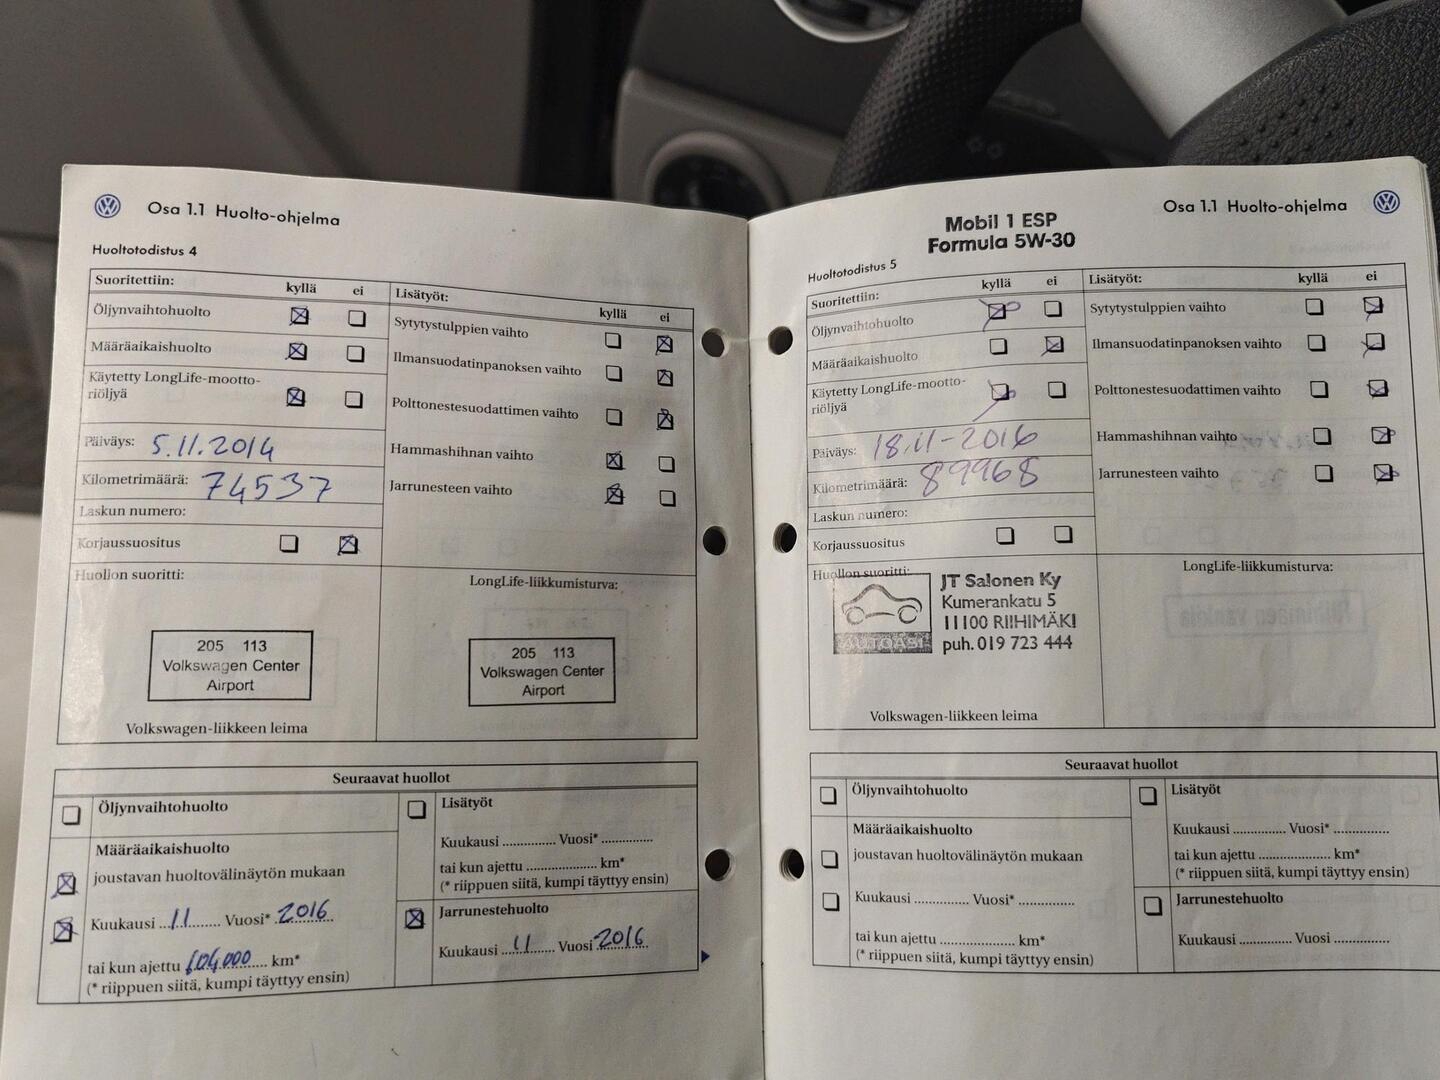 Osa 1.1 Huolto-ohjelma
Huoltotodistus 4
Suoritettiin:
kyllä ei
Öljynvaihtohuolto
Määräaikaishuolto
Käytetty LongLife-mootto-
riöljyä
Päiväys: 5.11.2014
Kilometrimäärä: 74537
Laskun numero:
Korjaussuositus
Lisätyöt:
kyllä ei
Sytytystulppien vaihto
Ilmansuodatinpanoksen vaihto
Polttonestesuodattimen vaihto
Hammashihnan vaihto
Jarrunesteen vaihto
Huollon suoritti:
205 113
Volkswagen Center
Airport
Volkswagen-liikkeen leima
LongLife-liikkumisturva:
205 113
Volkswagen Center
Airport
Seuraavat huollot
Öljynvaihtohuolto
Määräaikaishuolto
joustavan huoltovälinäytön mukaan
Kuukausi ...11....... Vuosi* .2016
tai kun ajettu 104.000 km*
(* riippuen siitä, kumpi täyttyy ensin)
Lisätyöt
Kuukausi ............ Vuosi* ............
tai kun ajettu ................ km*
(* riippuen siitä, kumpi täyttyy ensin)
Jarrunestehuolto
Kuukausi ...11...... Vuosi 2016
Mobil 1 ESP
Formula 5W-30
Osa 1.1 Huolto-ohjelma
Huoltotodistus 5
Suoritettiin:
kyllä ei
Öljynvaihtohuolto
Määräaikaishuolto
Käytetty LongLife-mootto-
riöljyä
Päiväys: 18.11-2016
Kilometrimäärä: 89968
Laskun numero:
Korjaussuositus
Lisätyöt:
kyllä ei
Sytytystulppien vaihto
Ilmansuodatinpanoksen vaihto
Polttonestesuodattimen vaihto
Hammashihnan vaihto
Jarrunesteen vaihto
Huollon suoritti:
AUTOASI
JT Salonen Ky
Kumerankatu 5
11100 RIIHIMÄKI
puh. 019 723 444
Volkswagen-liikkeen leima
LongLife-liikkumisturva:
Seuraavat huollot
Öljynvaihtohuolto
Määräaikaishuolto
joustavan huoltovälinäytön mukaan
Kuukausi .............. Vuosi* ..............
tai kun ajettu ................... km*
(* riippuen siitä, kumpi täyttyy ensin)
Lisätyöt
Kuukausi ............. Vuosi* ..............
tai kun ajettu .................. km*
(* riippuen siitä, kumpi täyttyy ensin)
Jarrunestehuolto
Kuukausi ............. Vuosi ..............